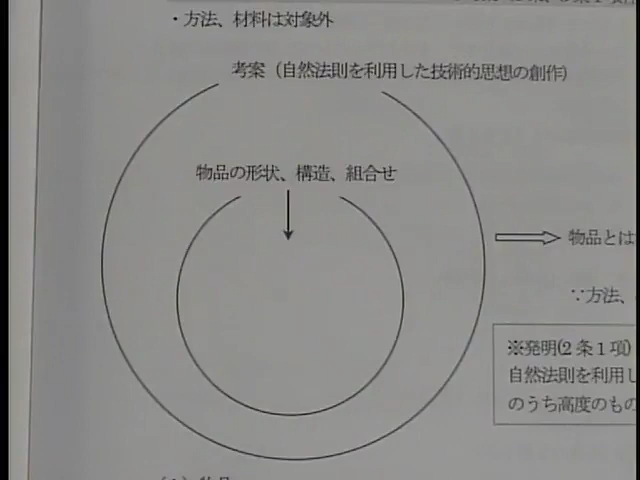 ・方法、材料は対象外
考案（自然法則を利用した技術的思想の創作）
物品の形状、構造、組合せ
物品とは
∵方法、
※発明(2条1項)
自然法則を利用し
のうち高度のもの